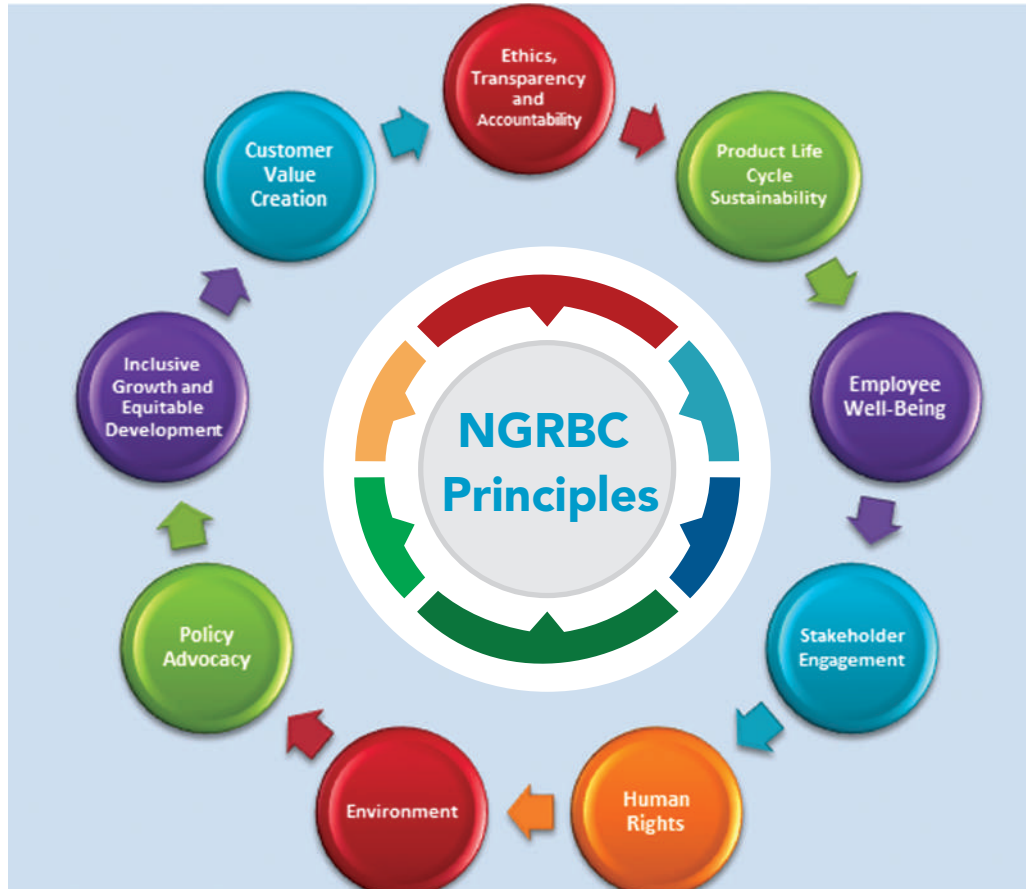 Ethics,
Transparency
and
Accountability
Product Life
Cycle
Sustainability
Employee
Well-Being
Stakeholder
Engagement
Human
Rights
Environment
Policy
Advocacy
Inclusive
Growth and
Equitable
Development
Customer
Value
Creation
NGRBC
Principles